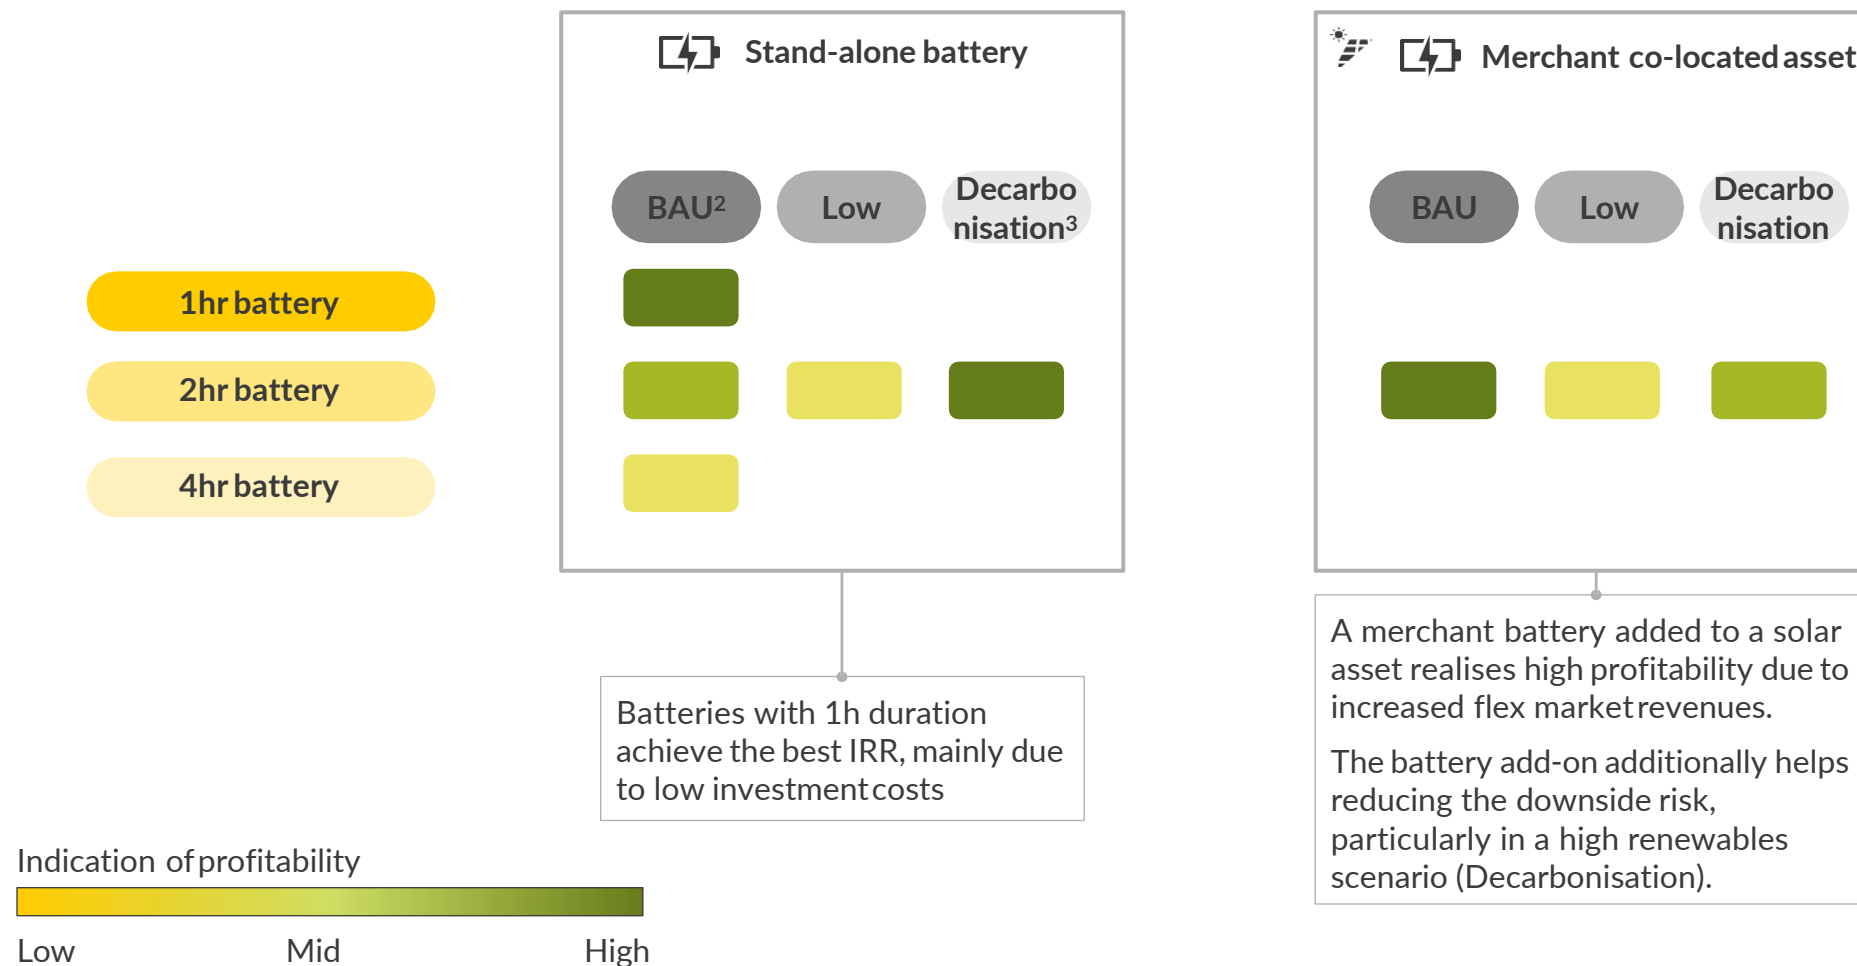 Stand-alone battery
BAU²
Low
Decarbo
nisation³
1hr battery
2hr battery
4hr battery
Batteries with 1h duration
achieve the best IRR, mainly due
to low investment costs
Merchant co-located asset
BAU
Low
Decarbo
nisation
A merchant battery added to a solar
asset realises high profitability due to
increased flex market revenues.
The battery add-on additionally helps
reducing the downside risk,
particularly in a high renewables
scenario (Decarbonisation).
Indication of profitability
Low
Mid
High